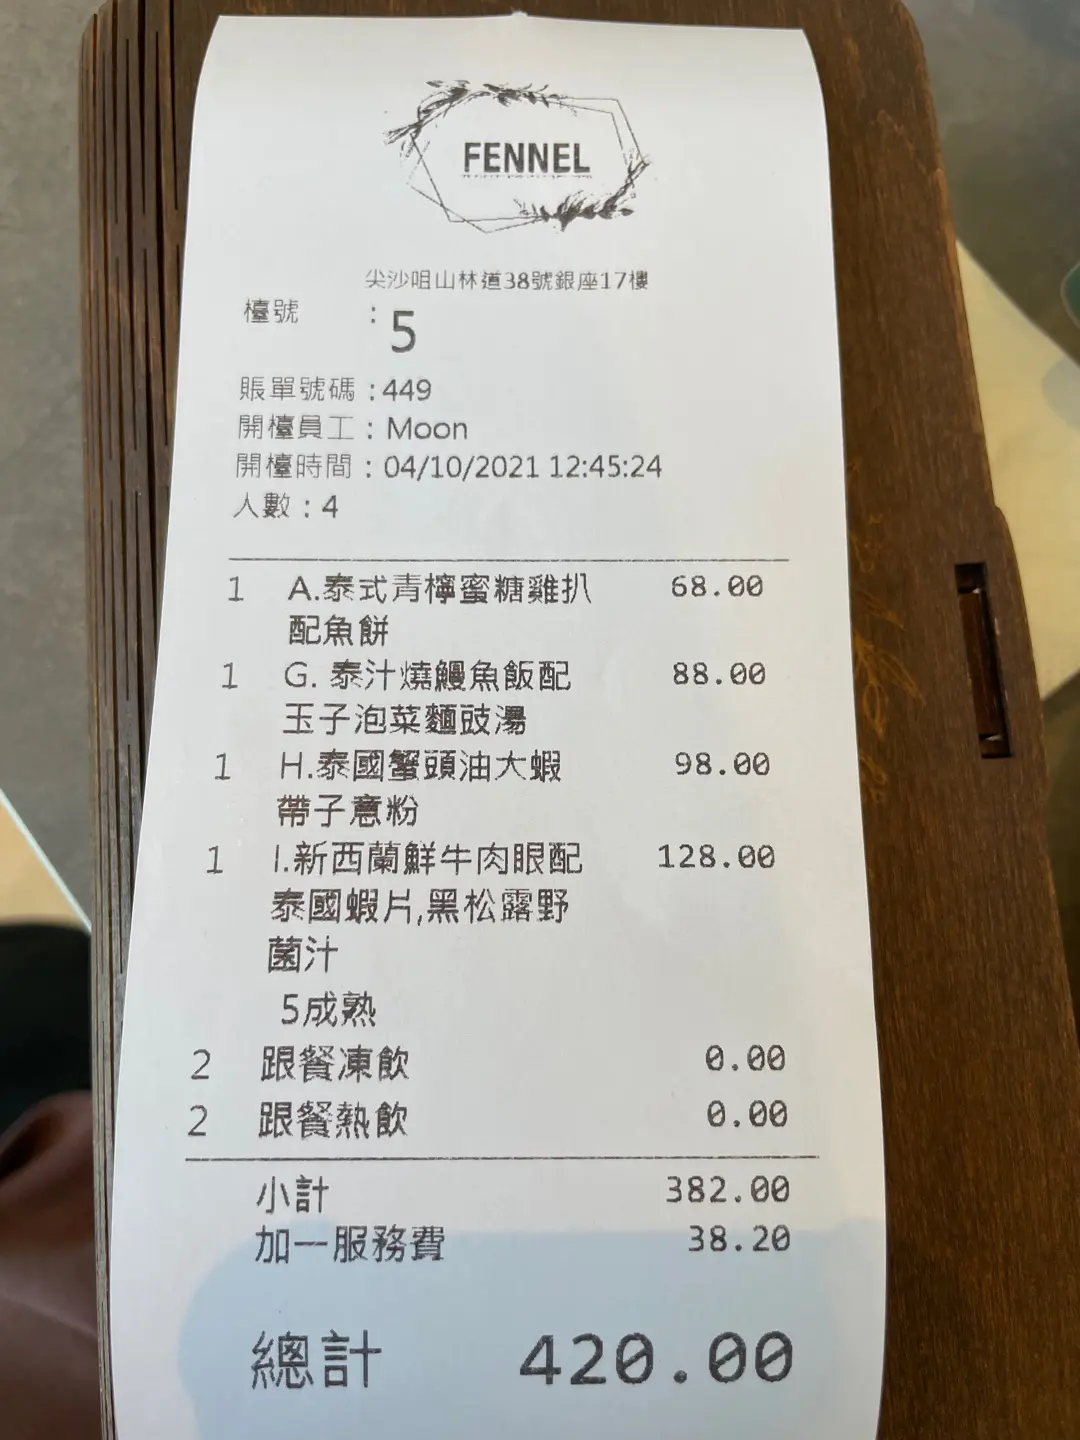 FENNEL
尖沙咀山林道38號銀座17樓
檯號 : 5
賬單號碼 : 449
開檯員工 : Moon
開檯時間 : 04/10/2021 12:45:24
人數 : 4
1 A.泰式青檸蜜糖雞扒 68.00
配魚餅
1 G. 泰汁燒鰻魚飯配 88.00
玉子泡菜麵豉湯
1 H.泰國蟹頭油大蝦 98.00
帶子意粉
1 I.新西蘭鮮牛肉眼配 128.00
泰國蝦片,黑松露野
菌汁
5成熟
2 跟餐凍飲 0.00
2 跟餐熱飲 0.00
小計 382.00
加一服務費 38.20
總計 420.00